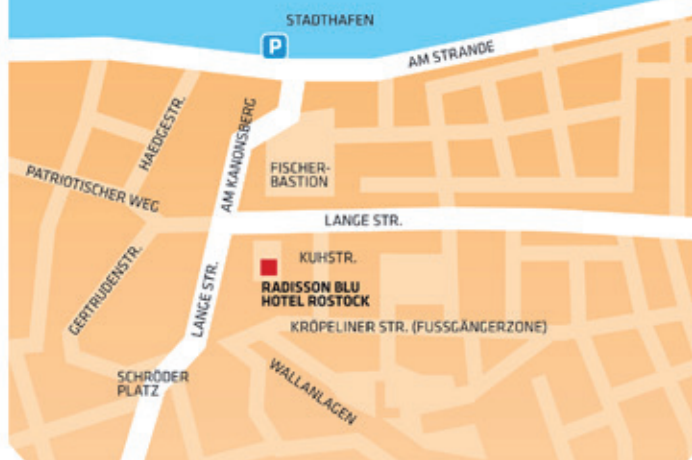 STADTHAFEN
P
AM STRANDE
HAEDGESTR.
AM KANONSBERG
FISCHER-
BASTION
PATRIOTISCHER WEG
LANGE STR.
GERTRUDENSTR.
LANGE STR.
KUHSTR.
RADISSON BLU
HOTEL ROSTOCK
KRÖPELINER STR. (FUSSGÄNGERZONE)
SCHRÖDER
PLATZ
WALLANLAGEN